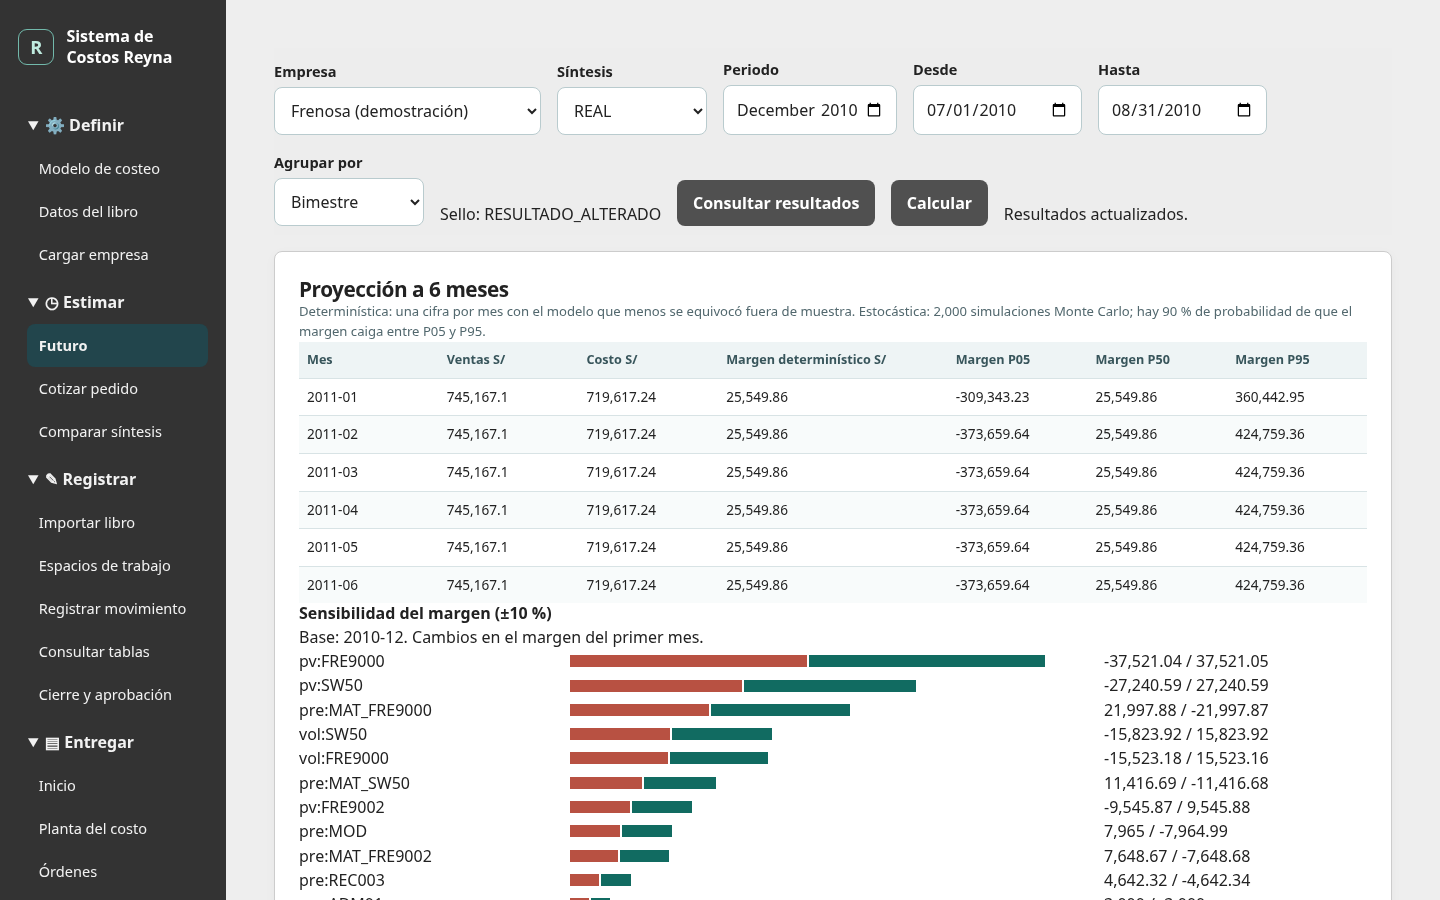 R
Sistema de
Costos Reyna
▼ ⚙️ Definir
Modelo de costeo
Datos del libro
Cargar empresa
▼ ◷ Estimar
Futuro
Cotizar pedido
Comparar síntesis
▼ ✎ Registrar
Importar libro
Espacios de trabajo
Registrar movimiento
Consultar tablas
Cierre y aprobación
▼ ▤ Entregar
Inicio
Planta del costo
Órdenes
Empresa Síntesis Periodo Desde Hasta
Frenosa (demostración) REAL December 2010 07/01/2010 08/31/2010
Agrupar por
Bimestre Sello: RESULTADO_ALTERADO Consultar resultados Calcular Resultados actualizados.
Proyección a 6 meses
Determinística: una cifra por mes con el modelo que menos se equivocó fuera de muestra. Estocástica: 2,000 simulaciones Monte Carlo; hay 90 % de probabilidad de que el
margen caiga entre P05 y P95.
Mes Ventas S/ Costo S/ Margen determinístico S/ Margen P05 Margen P50 Margen P95
2011-01 745,167.1 719,617.24 25,549.86 -309,343.23 25,549.86 360,442.95
2011-02 745,167.1 719,617.24 25,549.86 -373,659.64 25,549.86 424,759.36
2011-03 745,167.1 719,617.24 25,549.86 -373,659.64 25,549.86 424,759.36
2011-04 745,167.1 719,617.24 25,549.86 -373,659.64 25,549.86 424,759.36
2011-05 745,167.1 719,617.24 25,549.86 -373,659.64 25,549.86 424,759.36
2011-06 745,167.1 719,617.24 25,549.86 -373,659.64 25,549.86 424,759.36
Sensibilidad del margen (±10 %)
Base: 2010-12. Cambios en el margen del primer mes.
pv:FRE9000 -37,521.04 / 37,521.05
pv:SW50 -27,240.59 / 27,240.59
pre:MAT_FRE9000 21,997.88 / -21,997.87
vol:SW50 -15,823.92 / 15,823.92
vol:FRE9000 -15,523.18 / 15,523.16
pre:MAT_SW50 11,416.69 / -11,416.68
pv:FRE9002 -9,545.87 / 9,545.88
pre:MOD 7,965 / -7,964.99
pre:MAT_FRE9002 7,648.67 / -7,648.68
pre:REC003 4,642.32 / -4,642.34